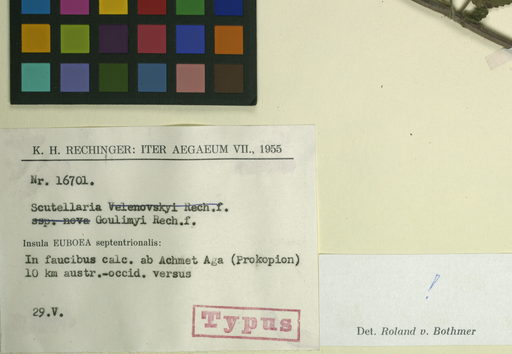 K. H. RECHINGER: ITER AEGAEUM VII., 1955
Nr. 16701.
Scutellaria Velenovskyi Rech.f.
ssp. nova Goulimyi Rech.f.
Insula EUBOEA septentrionalis:
In faucibus calc. ab Achmet Aga (Prokopion)
10 km austr.-occid. versus
29.V.
Typus
Det. Roland v. Bothmer